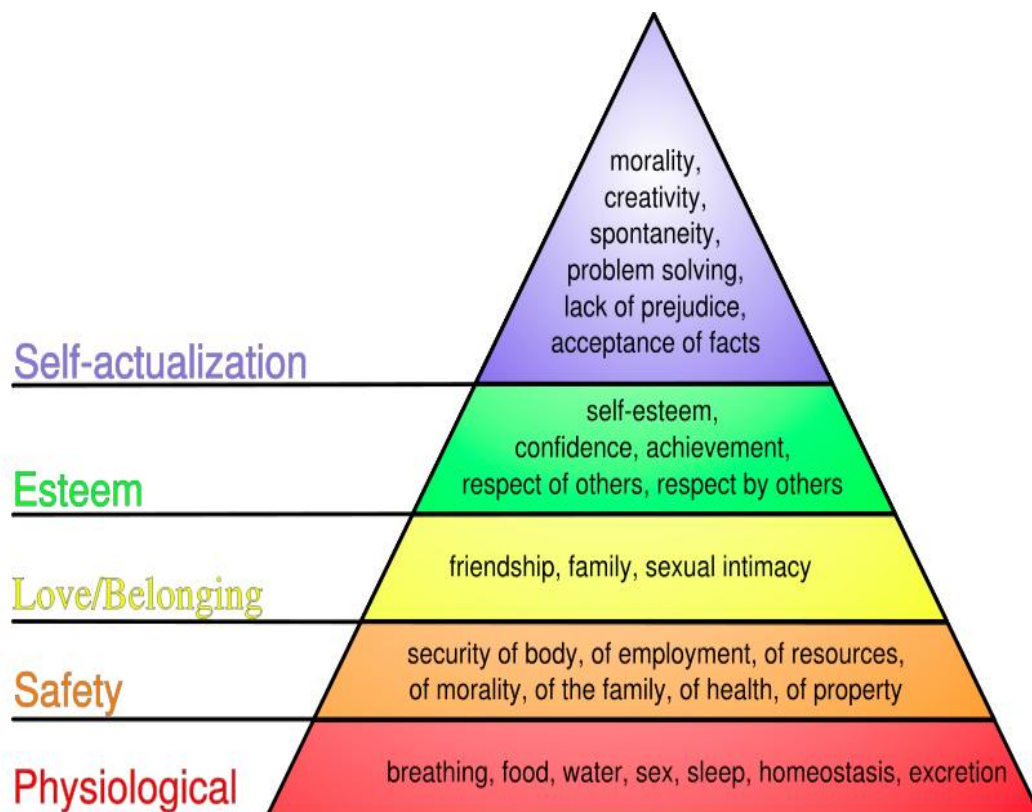 morality,
creativity,
spontaneity,
problem solving,
lack of prejudice,
acceptance of facts
Self-actualization
self-esteem,
confidence, achievement,
respect of others, respect by others
Esteem
friendship, family, sexual intimacy
Love/Belonging
security of body, of employment, of resources,
of morality, of the family, of health, of property
Safety
breathing, food, water, sex, sleep, homeostasis, excretion
Physiological